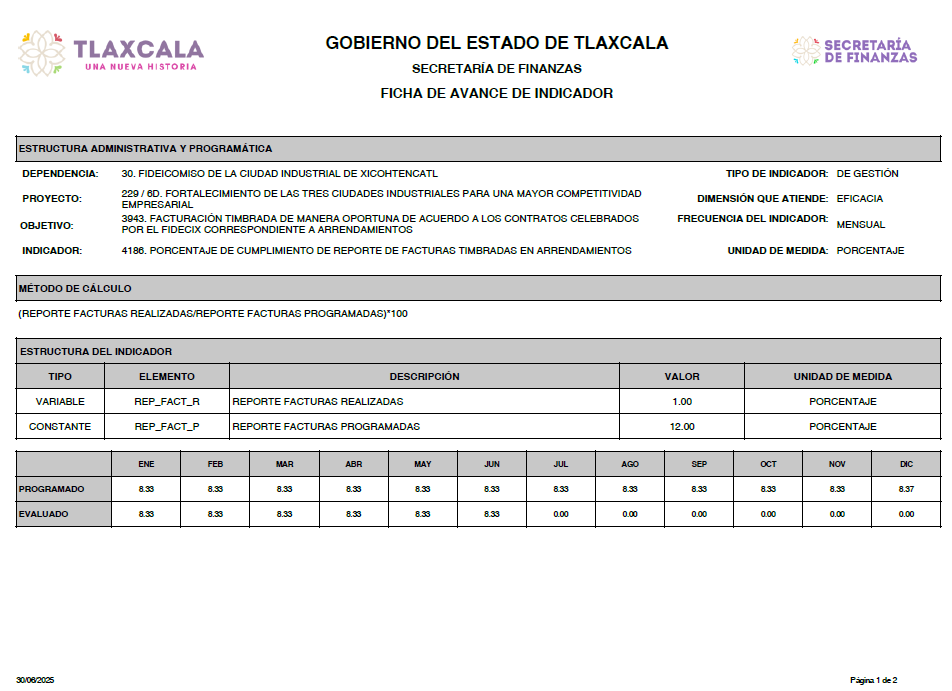 TLAXCALA
UNA NUEVA HISTORIA
GOBIERNO DEL ESTADO DE TLAXCALA
SECRETARÍA DE FINANZAS
FICHA DE AVANCE DE INDICADOR
SECRETARÍA
DE FINANZAS
ESTRUCTURA ADMINISTRATIVA Y PROGRAMÁTICA
DEPENDENCIA: 30. FIDEICOMISO DE LA CIUDAD INDUSTRIAL DE XICOHTENCATL TIPO DE INDICADOR: DE GESTIÓN
PROYECTO: 229 / 6D. FORTALECIMIENTO DE LAS TRES CIUDADES INDUSTRIALES PARA UNA MAYOR COMPETITIVIDAD
EMPRESARIAL DIMENSIÓN QUE ATIENDE: EFICACIA
OBJETIVO: 3943. FACTURACIÓN TIMBRADA DE MANERA OPORTUNA DE ACUERDO A LOS CONTRATOS CELEBRADOS
POR EL FIDECIX CORRESPONDIENTE A ARRENDAMIENTOS FRECUENCIA DEL INDICADOR: MENSUAL
INDICADOR: 4186. PORCENTAJE DE CUMPLIMIENTO DE REPORTE DE FACTURAS TIMBRADAS EN ARRENDAMIENTOS UNIDAD DE MEDIDA: PORCENTAJE
MÉTODO DE CÁLCULO
(REPORTE FACTURAS REALIZADAS/REPORTE FACTURAS PROGRAMADAS)*100
ESTRUCTURA DEL INDICADOR
TIPO ELEMENTO DESCRIPCIÓN VALOR UNIDAD DE MEDIDA
VARIABLE REP_FACT_R REPORTE FACTURAS REALIZADAS 1.00 PORCENTAJE
CONSTANTE REP_FACT_P REPORTE FACTURAS PROGRAMADAS 12.00 PORCENTAJE
ENE FEB MAR ABR MAY JUN JUL AGO SEP OCT NOV DIC
PROGRAMADO 8.33 8.33 8.33 8.33 8.33 8.33 8.33 8.33 8.33 8.33 8.33 8.37
EVALUADO 8.33 8.33 8.33 8.33 8.33 8.33 0.00 0.00 0.00 0.00 0.00 0.00
30/06/2025 Página 1 de 2